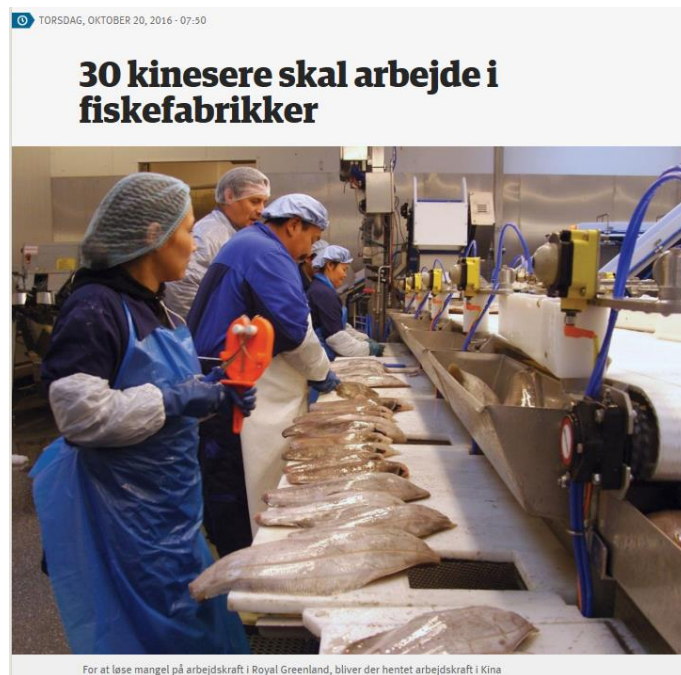 TORSDAG, OKTOBER 20, 2016 - 07:50
30 kinesere skal arbejde i
fiskefabrikker
For at løse mangel på arbejdskraft i Royal Greenland, bliver der hentet arbejdskraft i Kina